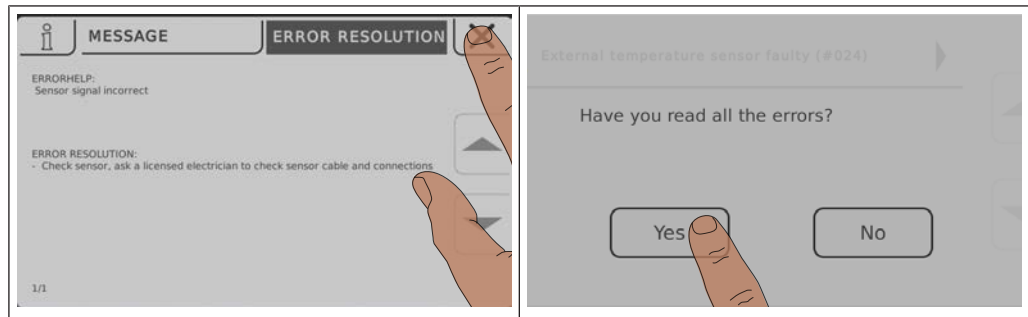 MESSAGE
ERROR RESOLUTION
ERRORHELP:
Sensor signal incorrect
ERROR RESOLUTION:
- Check sensor, ask a licensed electrician to check sensor cable and connections
1/1
External temperature sensor faulty (#024)
Have you read all the errors?
Yes
No